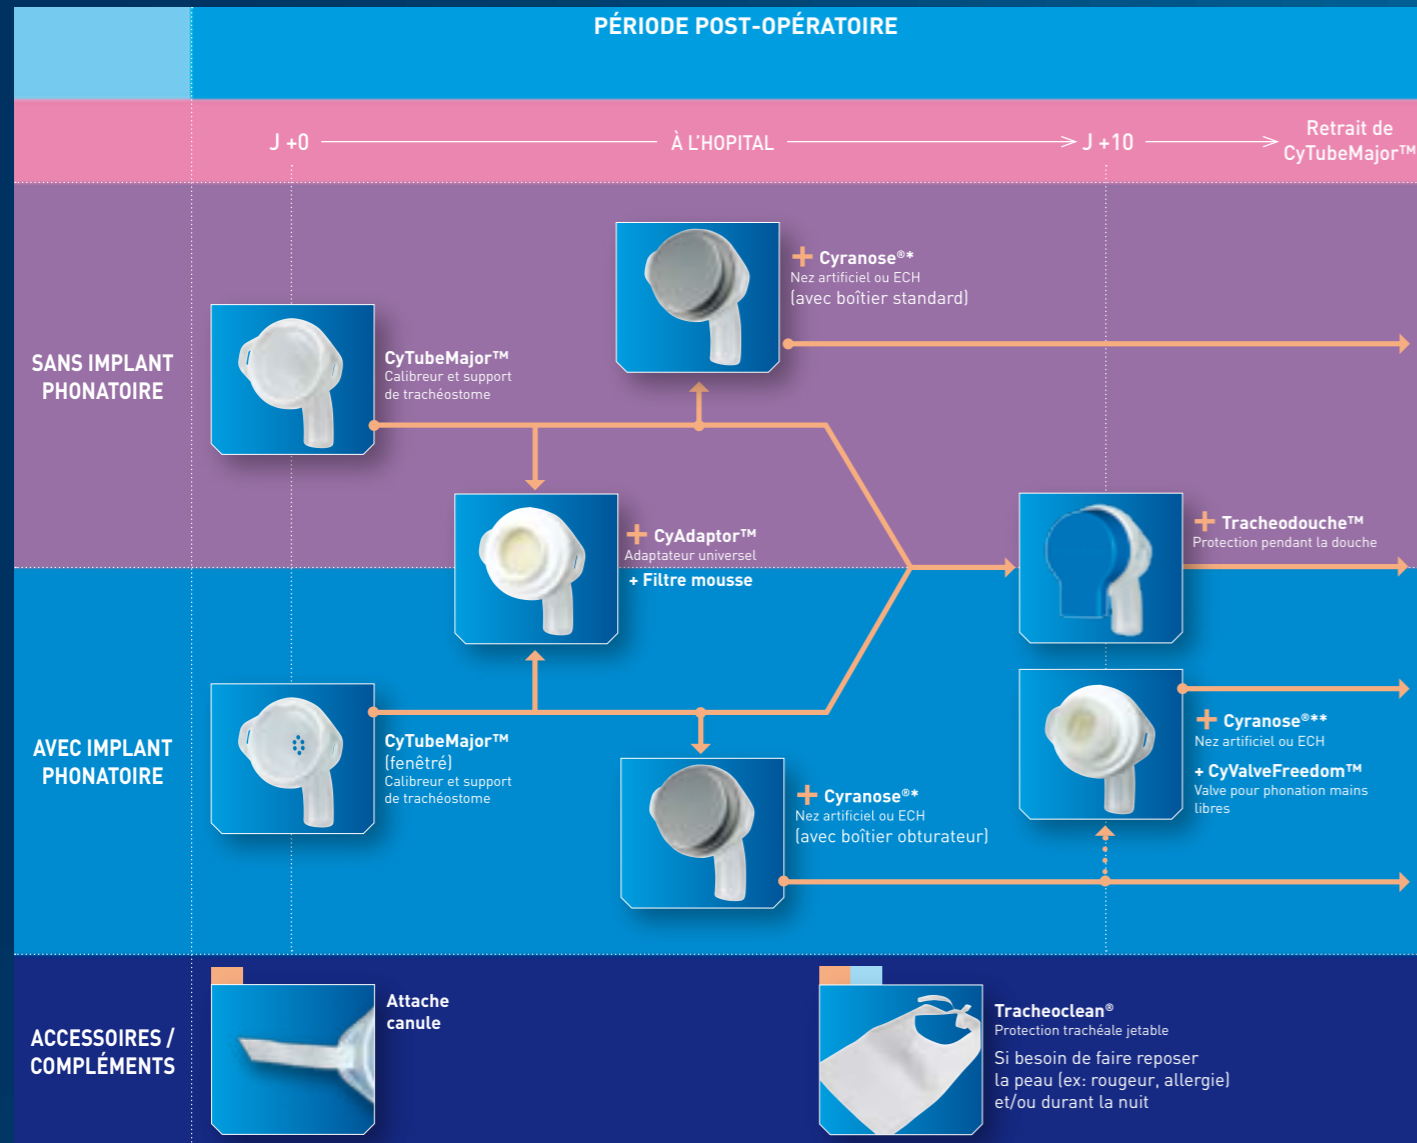 PÉRIODE POST-OPÉRATOIRE
J +0
À L'HOPITAL
J +10
Retrait de
CyTubeMajor™
SANS IMPLANT
PHONATOIRE
CyTubeMajor™
Calibreur et support
de trachéostome
+ Cyranose®*
Nez artificiel ou ECH
(avec boîtier standard)
+ CyAdaptor™
Adaptateur universel
+ Filtre mousse
+ Tracheodouche™
Protection pendant la douche
AVEC IMPLANT
PHONATOIRE
CyTubeMajor™
(fenêtré)
Calibreur et support
de trachéostome
+ Cyranose®*
Nez artificiel ou ECH
(avec boîtier obturateur)
+ Cyranose®**
Nez artificiel ou ECH
+ CyValveFreedom™
Valve pour phonation mains
libres
ACCESSOIRES /
COMPLÉMENTS
Attache
canule
Tracheoclean®
Protection trachéale jetable
Si besoin de faire reposer
la peau (ex: rougeur, allergie)
et/ou durant la nuit